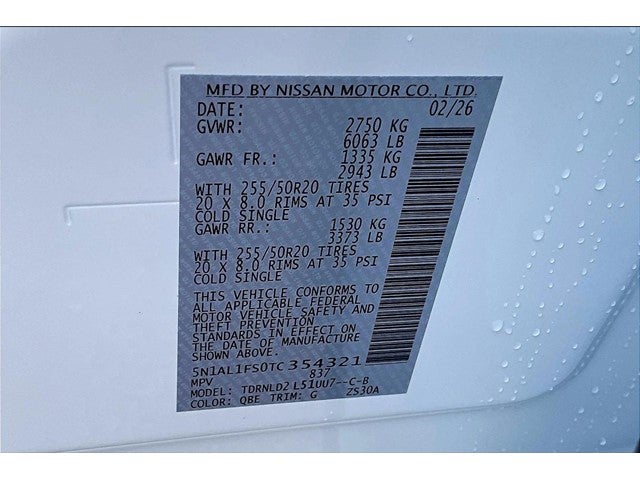 MFD BY NISSAN MOTOR CO., LTD.
DATE: 02/26
GVWR: 2750 KG
6063 LB
GAWR FR.: 1335 KG
2943 LB
WITH 255/50R20 TIRES
20 X 8.0 RIMS AT 35 PSI
COLD SINGLE
GAWR RR.: 1530 KG
3373 LB
WITH 255/50R20 TIRES
20 X 8.0 RIMS AT 35 PSI
COLD SINGLE
THIS VEHICLE CONFORMS TO
ALL APPLICABLE FEDERAL
MOTOR VEHICLE SAFETY AND
THEFT PREVENTION
STANDARDS IN EFFECT ON
THE DATE OF MANUFACTURE
SHOWN ABOVE.
5N1AL1FS0TC354321
MPV 837
MODEL: TDRNLD2 L51UU7--C-B
COLOR: QBE TRIM: G ZS30A